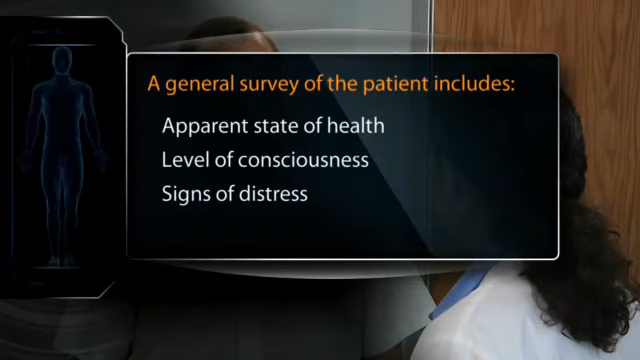 A general survey of the patient includes:
Apparent state of health
Level of consciousness
Signs of distress